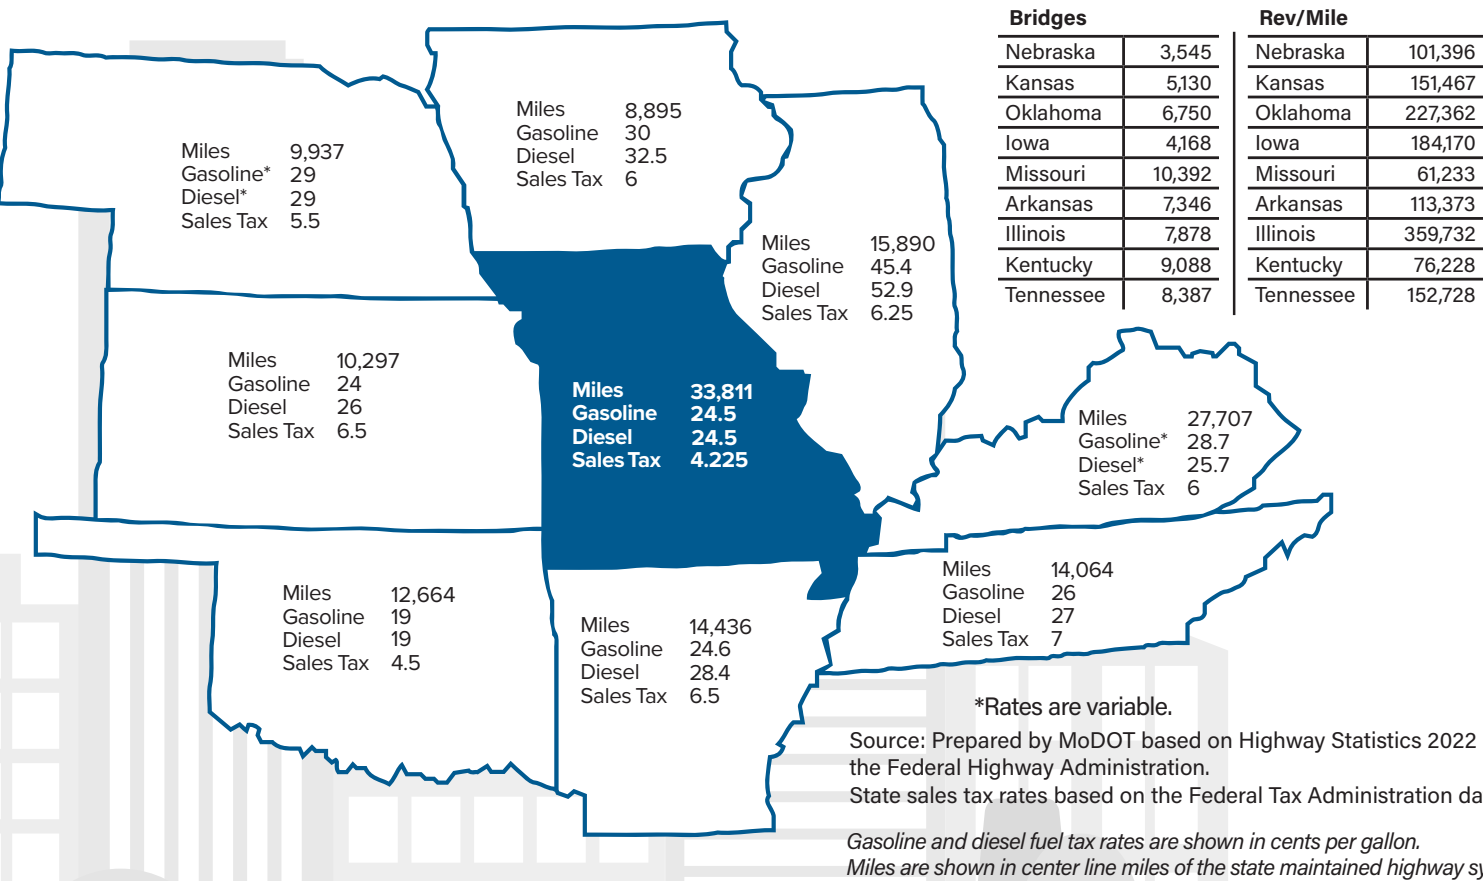 Bridges
Nebraska 3,545
Kansas 5,130
Oklahoma 6,750
Iowa 4,168
Missouri 10,392
Arkansas 7,346
Illinois 7,878
Kentucky 9,088
Tennessee 8,387
Rev/Mile
Nebraska 101,396
Kansas 151,467
Oklahoma 227,362
Iowa 184,170
Missouri 61,233
Arkansas 113,373
Illinois 359,732
Kentucky 76,228
Tennessee 152,728
Miles 9,937
Gasoline* 29
Diesel* 29
Sales Tax 5.5
Miles 8,895
Gasoline 30
Diesel 32.5
Sales Tax 6
Miles 15,890
Gasoline 45.4
Diesel 52.9
Sales Tax 6.25
Miles 10,297
Gasoline 24
Diesel 26
Sales Tax 6.5
Miles 33,811
Gasoline 24.5
Diesel 24.5
Sales Tax 4.225
Miles 27,707
Gasoline* 28.7
Diesel* 25.7
Sales Tax 6
Miles 12,664
Gasoline 19
Diesel 19
Sales Tax 4.5
Miles 14,436
Gasoline 24.6
Diesel 28.4
Sales Tax 6.5
Miles 14,064
Gasoline 26
Diesel 27
Sales Tax 7
*Rates are variable.
Source: Prepared by MoDOT based on Highway Statistics 2022
the Federal Highway Administration.
State sales tax rates based on the Federal Tax Administration da
Gasoline and diesel fuel tax rates are shown in cents per gallon.
Miles are shown in center line miles of the state maintained highway sy